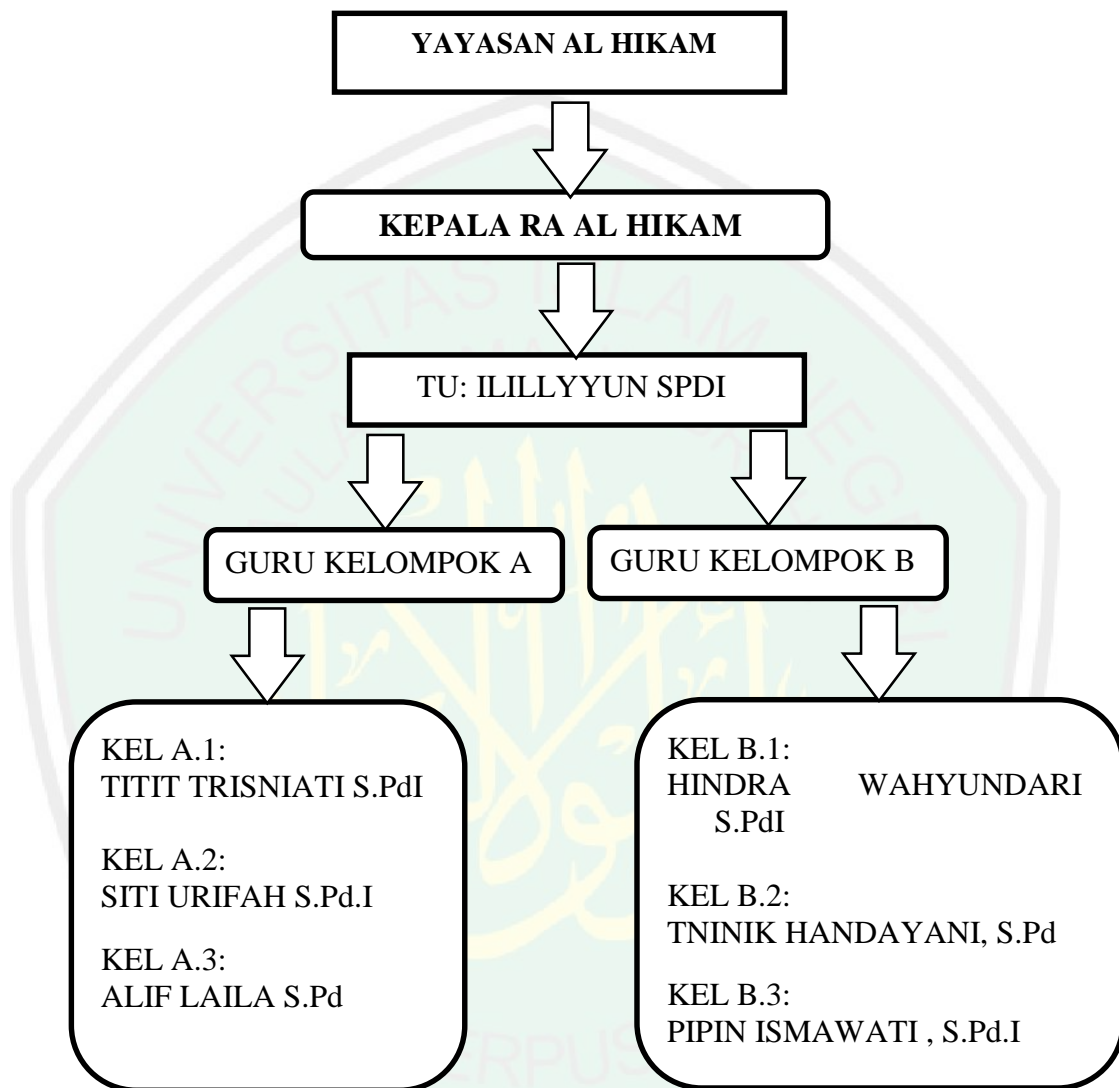 YAYASAN AL HIKAM
KEPALA RA AL HIKAM
TU: ILILLYYUN SPDI
GURU KELOMPOK A
GURU KELOMPOK B
KEL A.1:
TITIT TRISNIATI S.PdI
KEL A.2:
SITI URIFAH S.Pd.I
KEL A.3:
ALIF LAILA S.Pd
KEL B.1:
HINDRA WAHYUNDARI
S.PdI
KEL B.2:
TNINIK HANDAYANI, S.Pd
KEL B.3:
PIPIN ISMAWATI , S.Pd.I